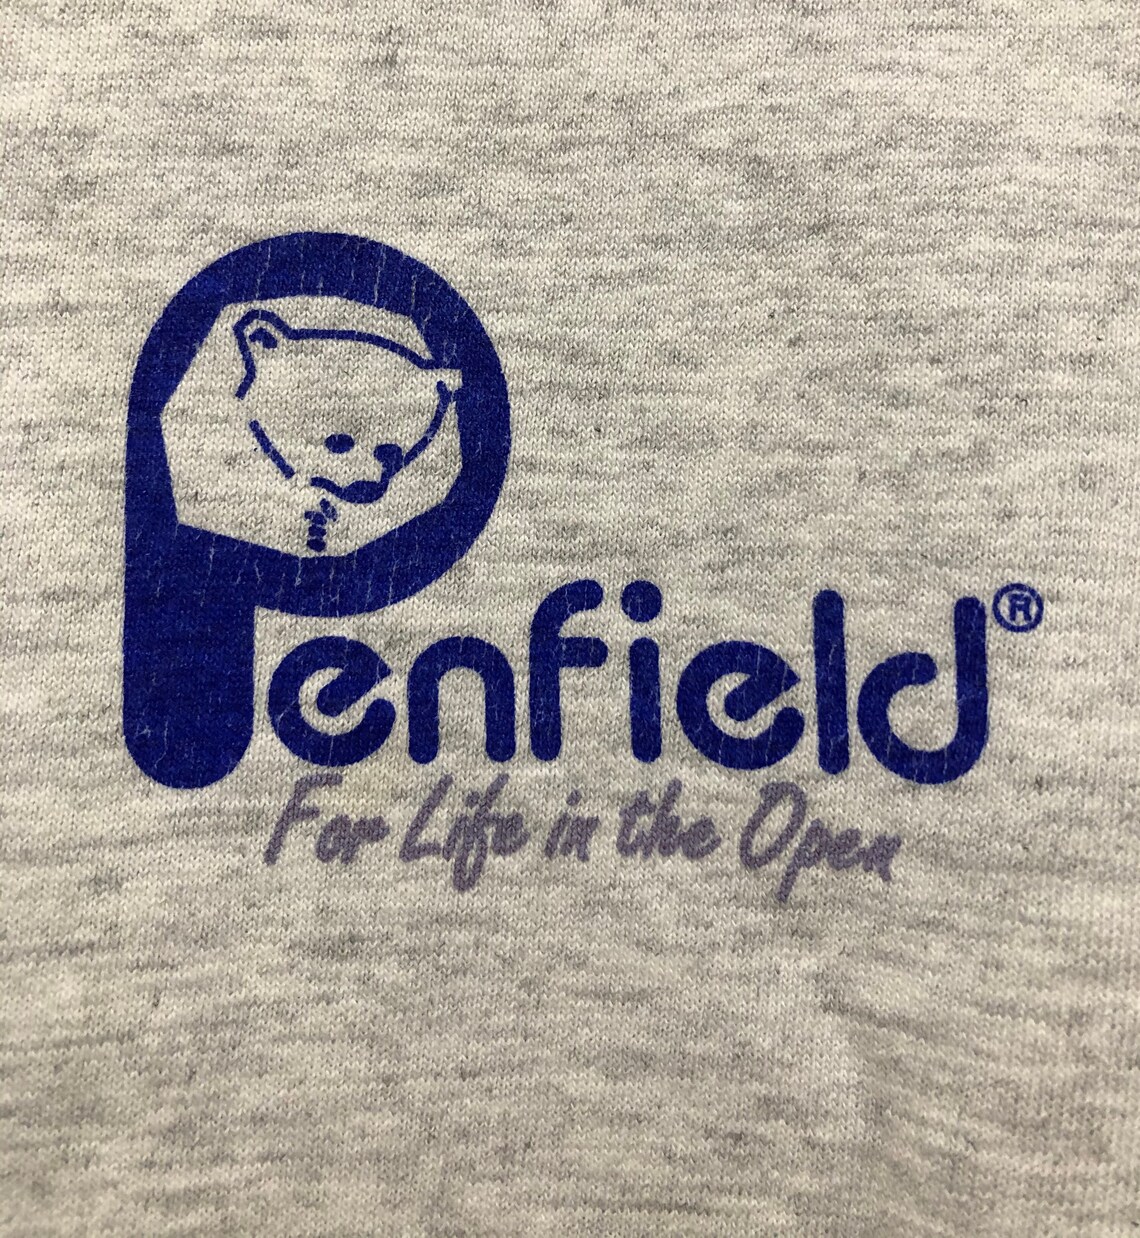 Penfield®
For Life in the Open